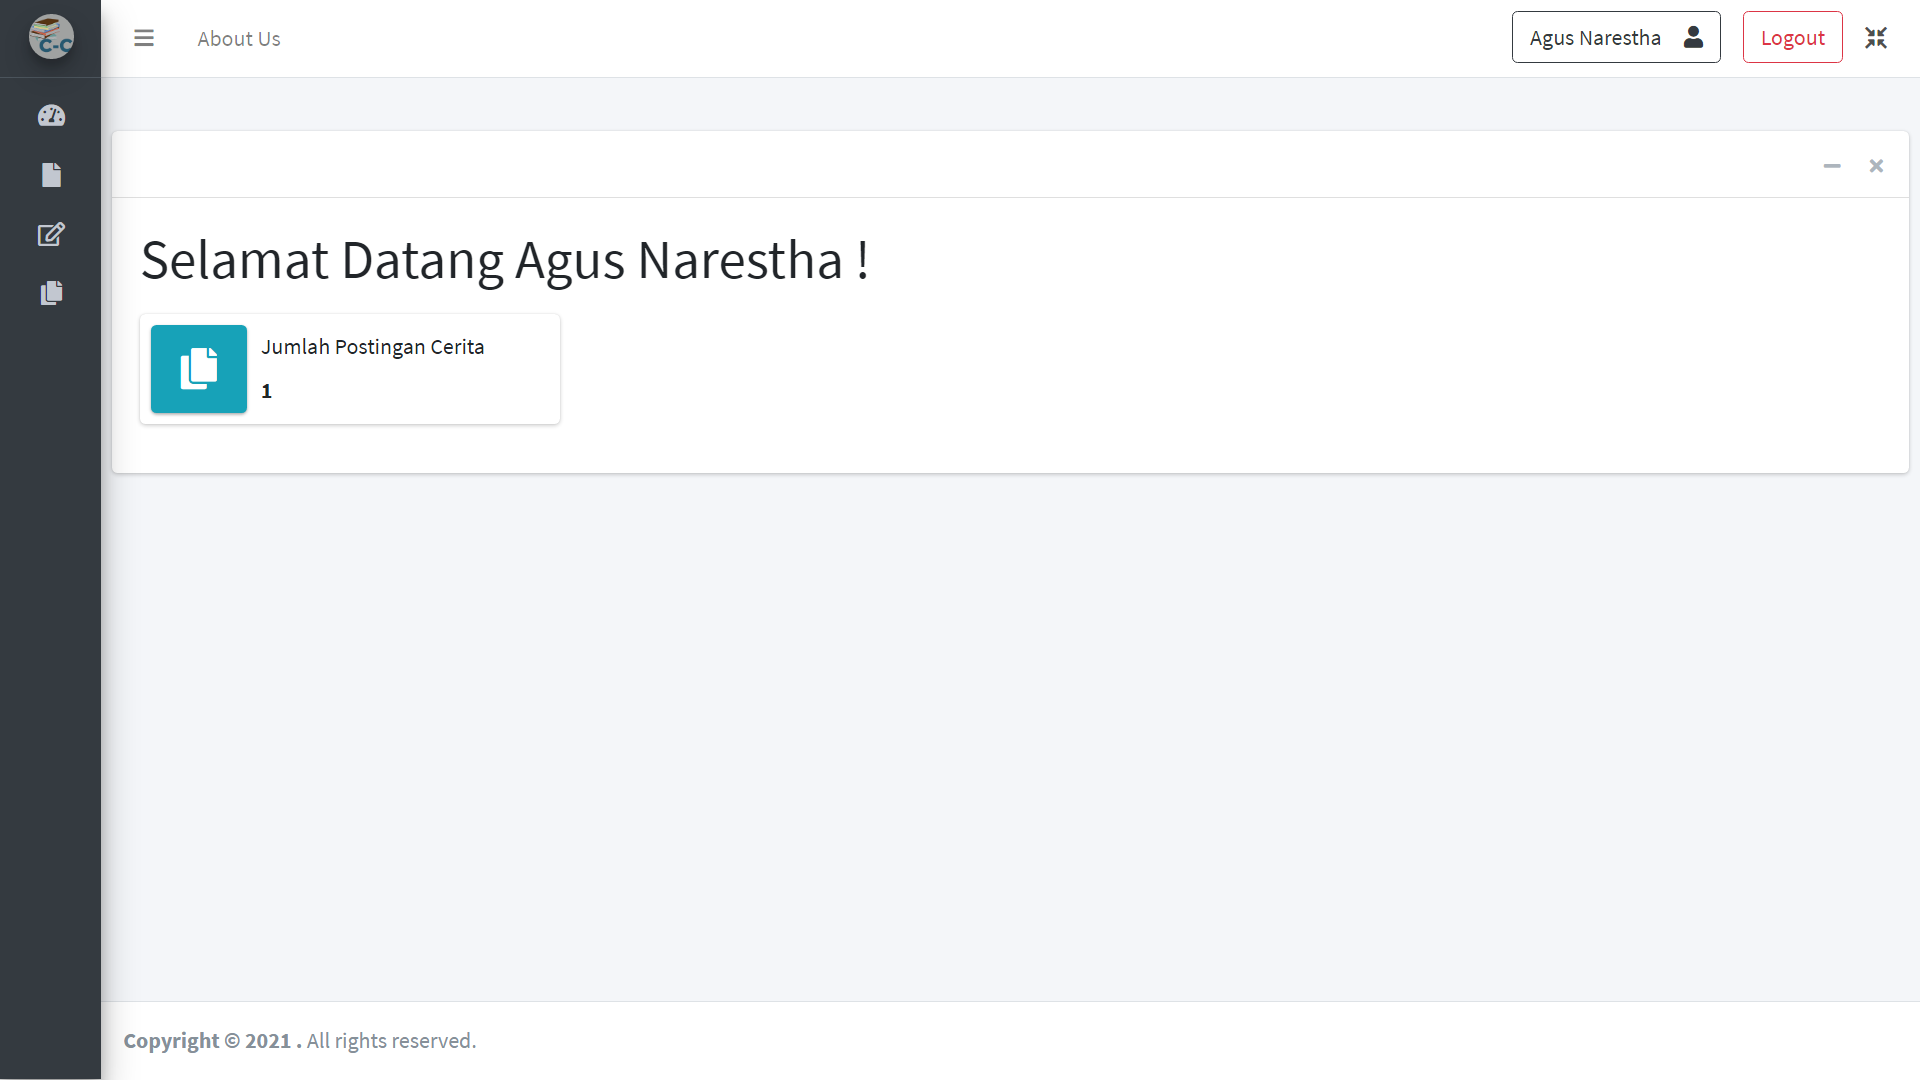 C-C
About Us
Agus Narestha
Logout
Selamat Datang Agus Narestha !
Jumlah Postingan Cerita
1
Copyright © 2021 . All rights reserved.